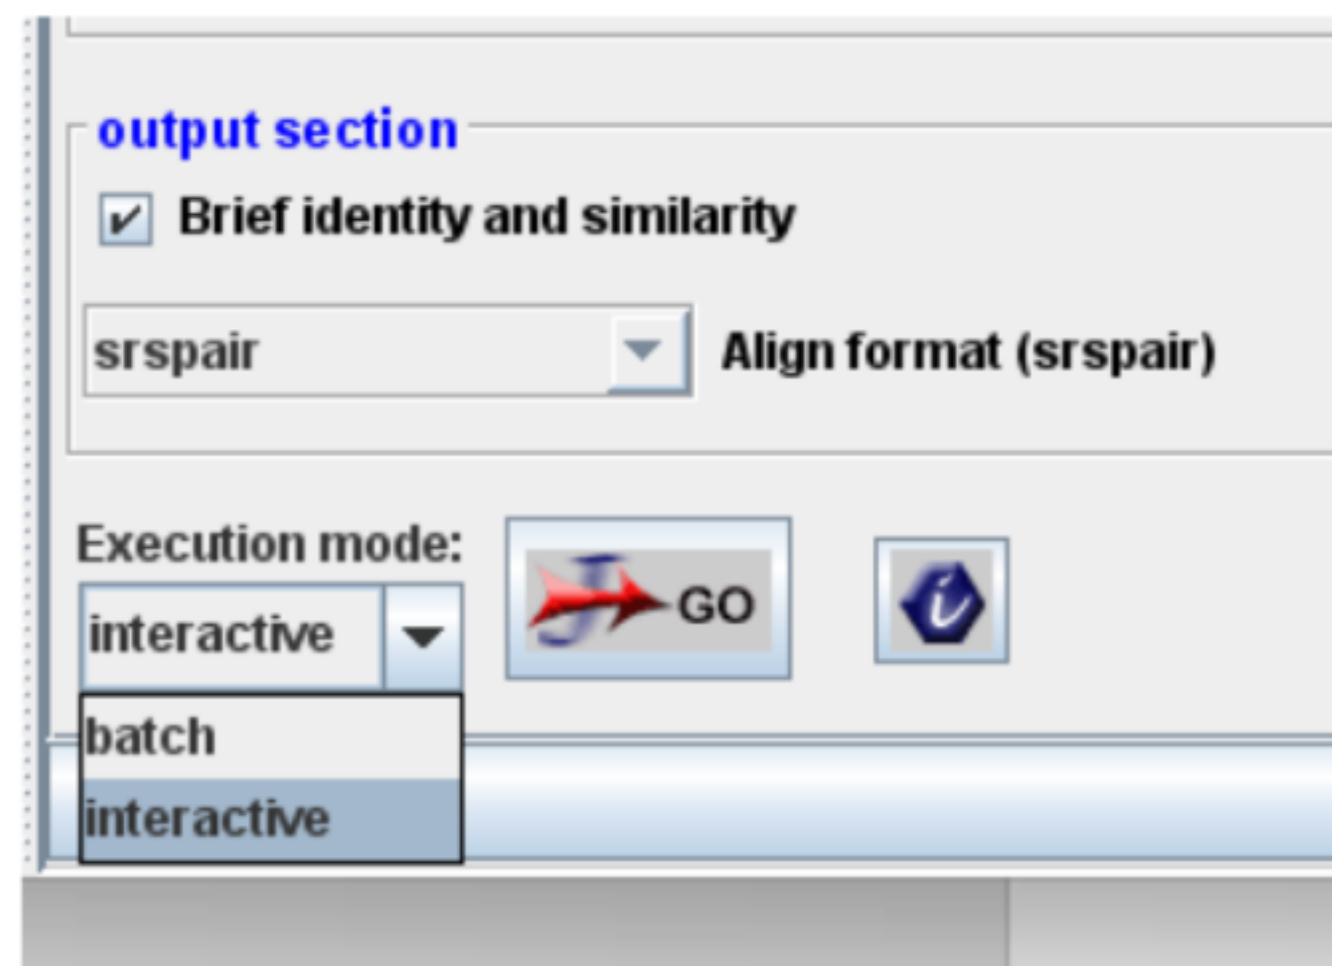 output section
Brief identity and similarity
srspair
Align format (srspair)
Execution mode:
interactive
J GO
i
batch
interactive